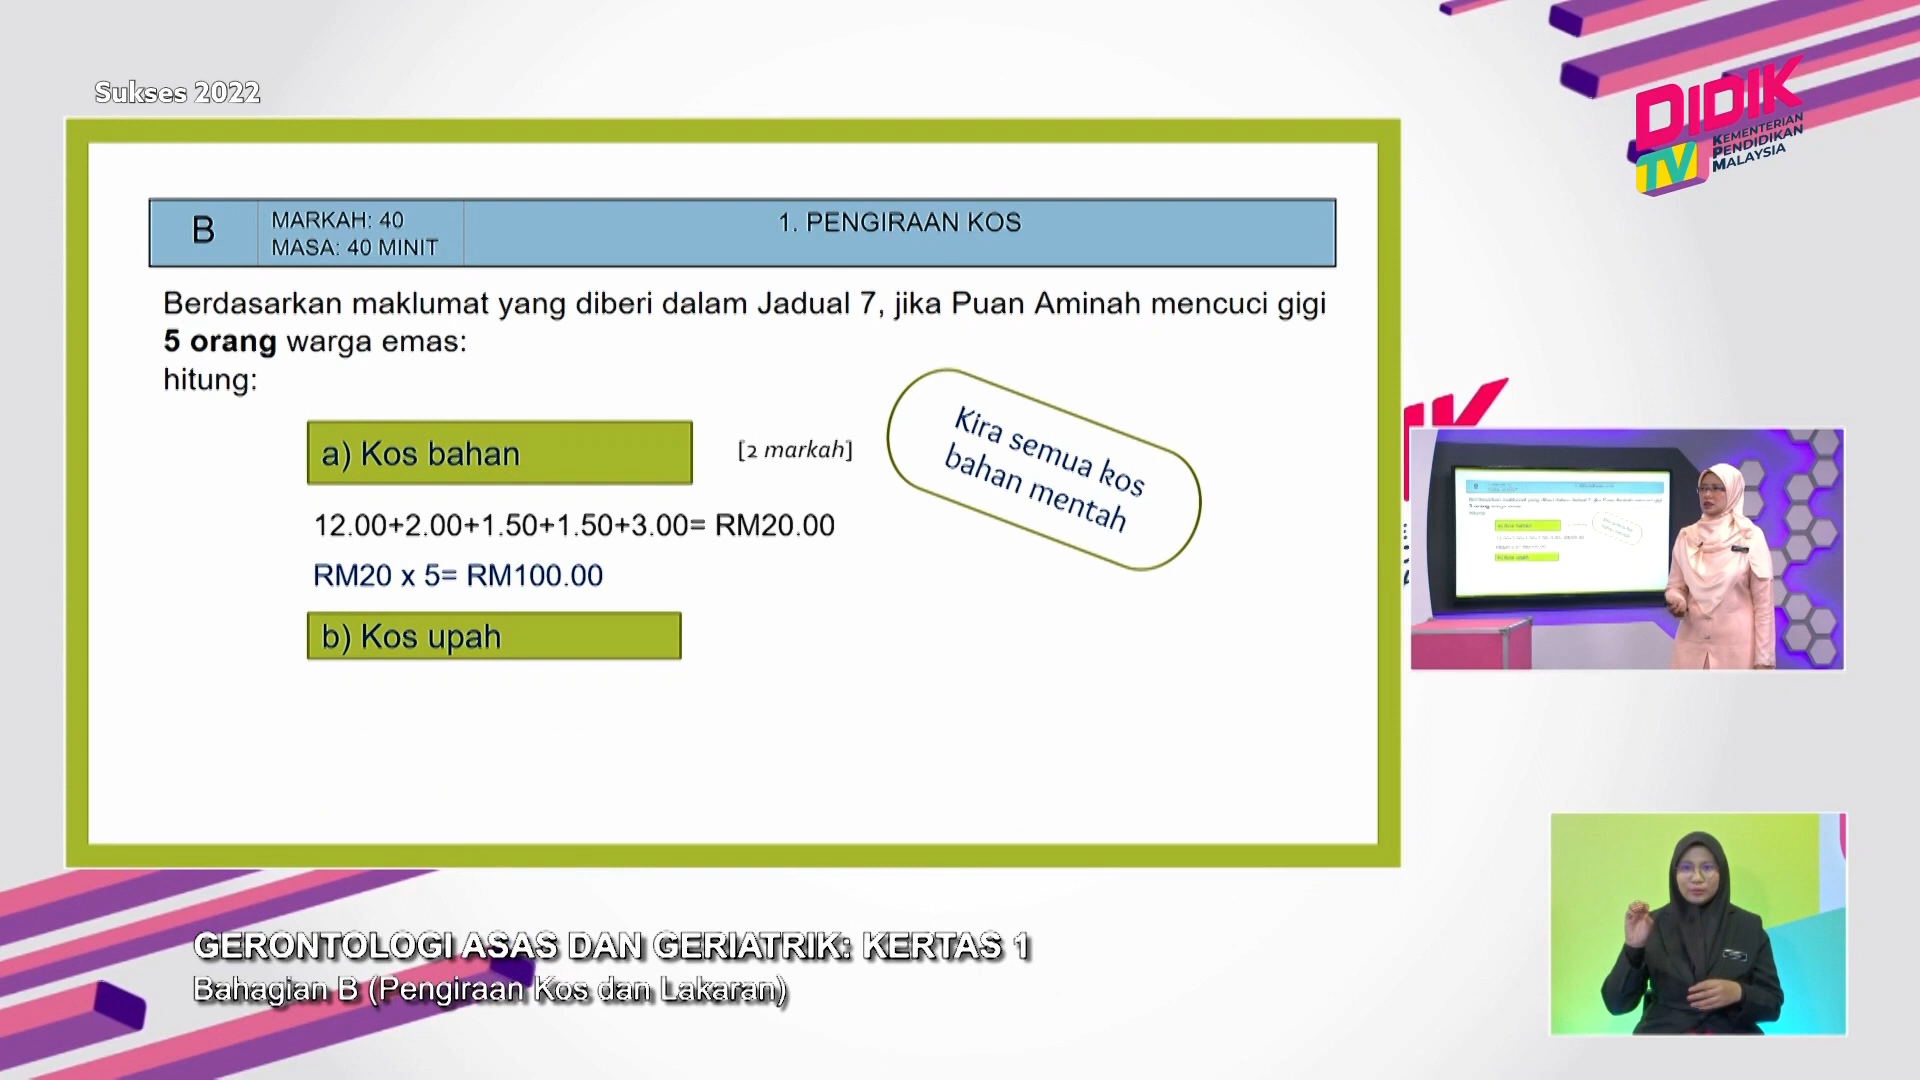 Sukses 2022
DIDIK
TV
KEMENTERIAN
PENDIDIKAN
MALAYSIA
B
MARKAH: 40
MASA: 40 MINIT
1. PENGIRAAN KOS
Berdasarkan maklumat yang diberi dalam Jadual 7, jika Puan Aminah mencuci gigi
5 orang warga emas:
hitung:
a) Kos bahan
[2 markah]
Kira semua kos
bahan mentah
12.00+2.00+1.50+1.50+3.00= RM20.00
RM20 x 5= RM100.00
b) Kos upah
GERONTOLOGI ASAS DAN GERIATRIK: KERTAS 1
Bahagian B (Pengiraan Kos dan Lakaran)